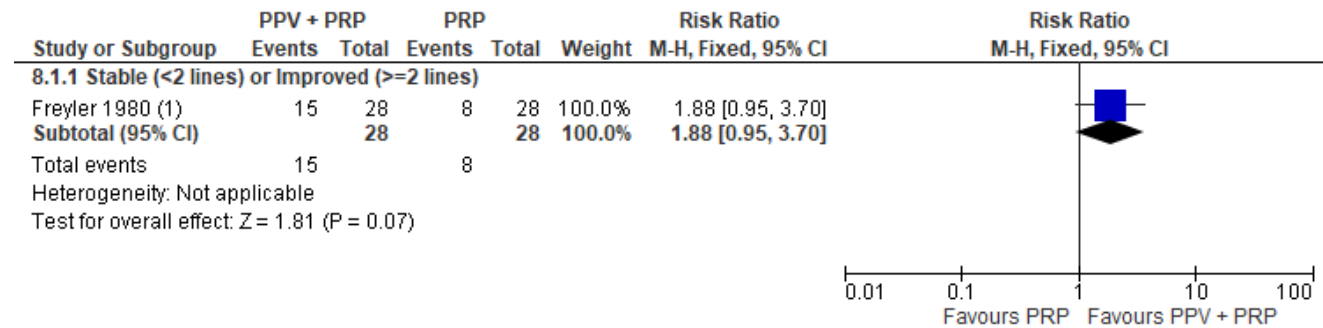 PPV + PRP PRP Risk Ratio Risk Ratio
Study or Subgroup Events Total Events Total Weight M-H, Fixed, 95% CI M-H, Fixed, 95% CI
8.1.1 Stable (<2 lines) or Improved (>=2 lines)
Freyler 1980 (1) 15 28 8 28 100.0% 1.88 [0.95, 3.70]
Subtotal (95% CI) 28 28 100.0% 1.88 [0.95, 3.70]
Total events 15 8
Heterogeneity: Not applicable
Test for overall effect: Z = 1.81 (P = 0.07)
0.01 0.1 1 10 100
Favours PRP Favours PPV + PRP